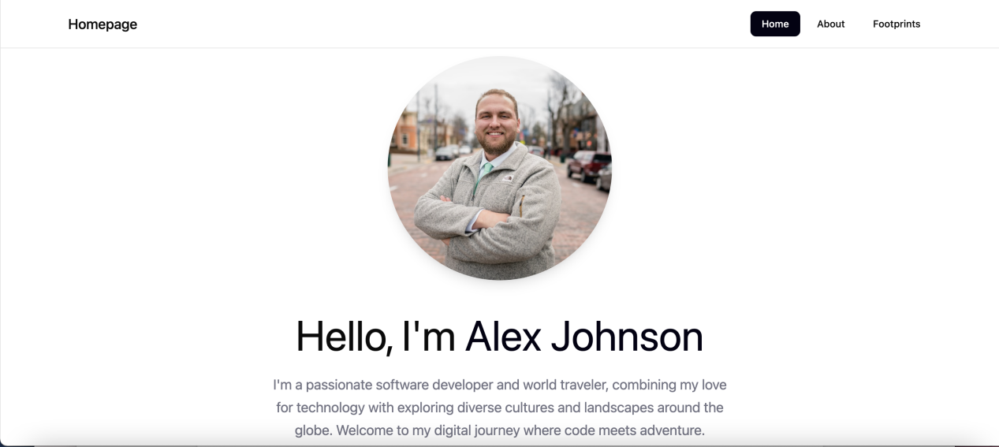 Homepage
Home
About
Footprints
Hello, I'm Alex Johnson
I'm a passionate software developer and world traveler, combining my love
for technology with exploring diverse cultures and landscapes around the
globe. Welcome to my digital journey where code meets adventure.